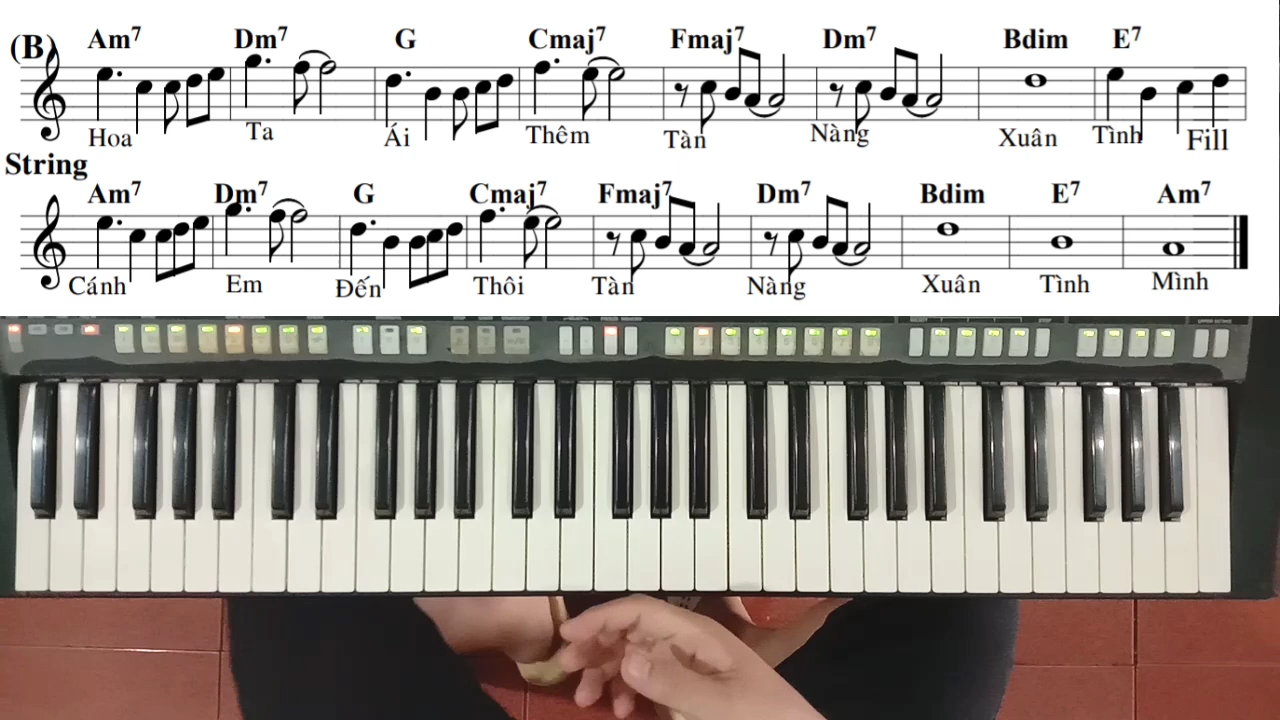 (B) Am7 Dm7 G Cmaj7 Fmaj7 Dm7 Bdim E7
Hoa Ta Ái Thêm Tàn Nàng Xuân Tình Fill
String
Am7 Dm7 G Cmaj7 Fmaj7 Dm7 Bdim E7 Am7
Cánh Em Đến Thôi Tàn Nàng Xuân Tình Mình